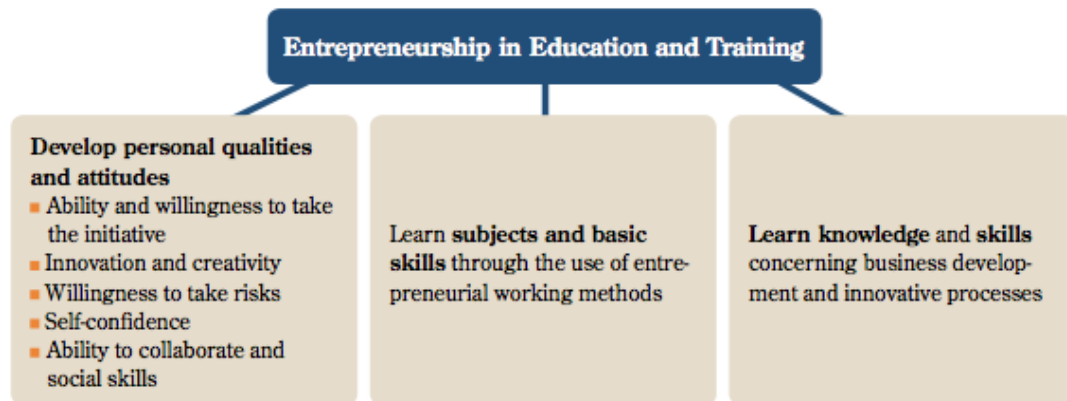 Entrepreneurship in Education and Training
Develop personal qualities
and attitudes
■ Ability and willingness to take
the initiative
■ Innovation and creativity
■ Willingness to take risks
■ Self-confidence
■ Ability to collaborate and
social skills
Learn subjects and basic
skills through the use of entre-
preneurial working methods
Learn knowledge and skills
concerning business develop-
ment and innovative processes